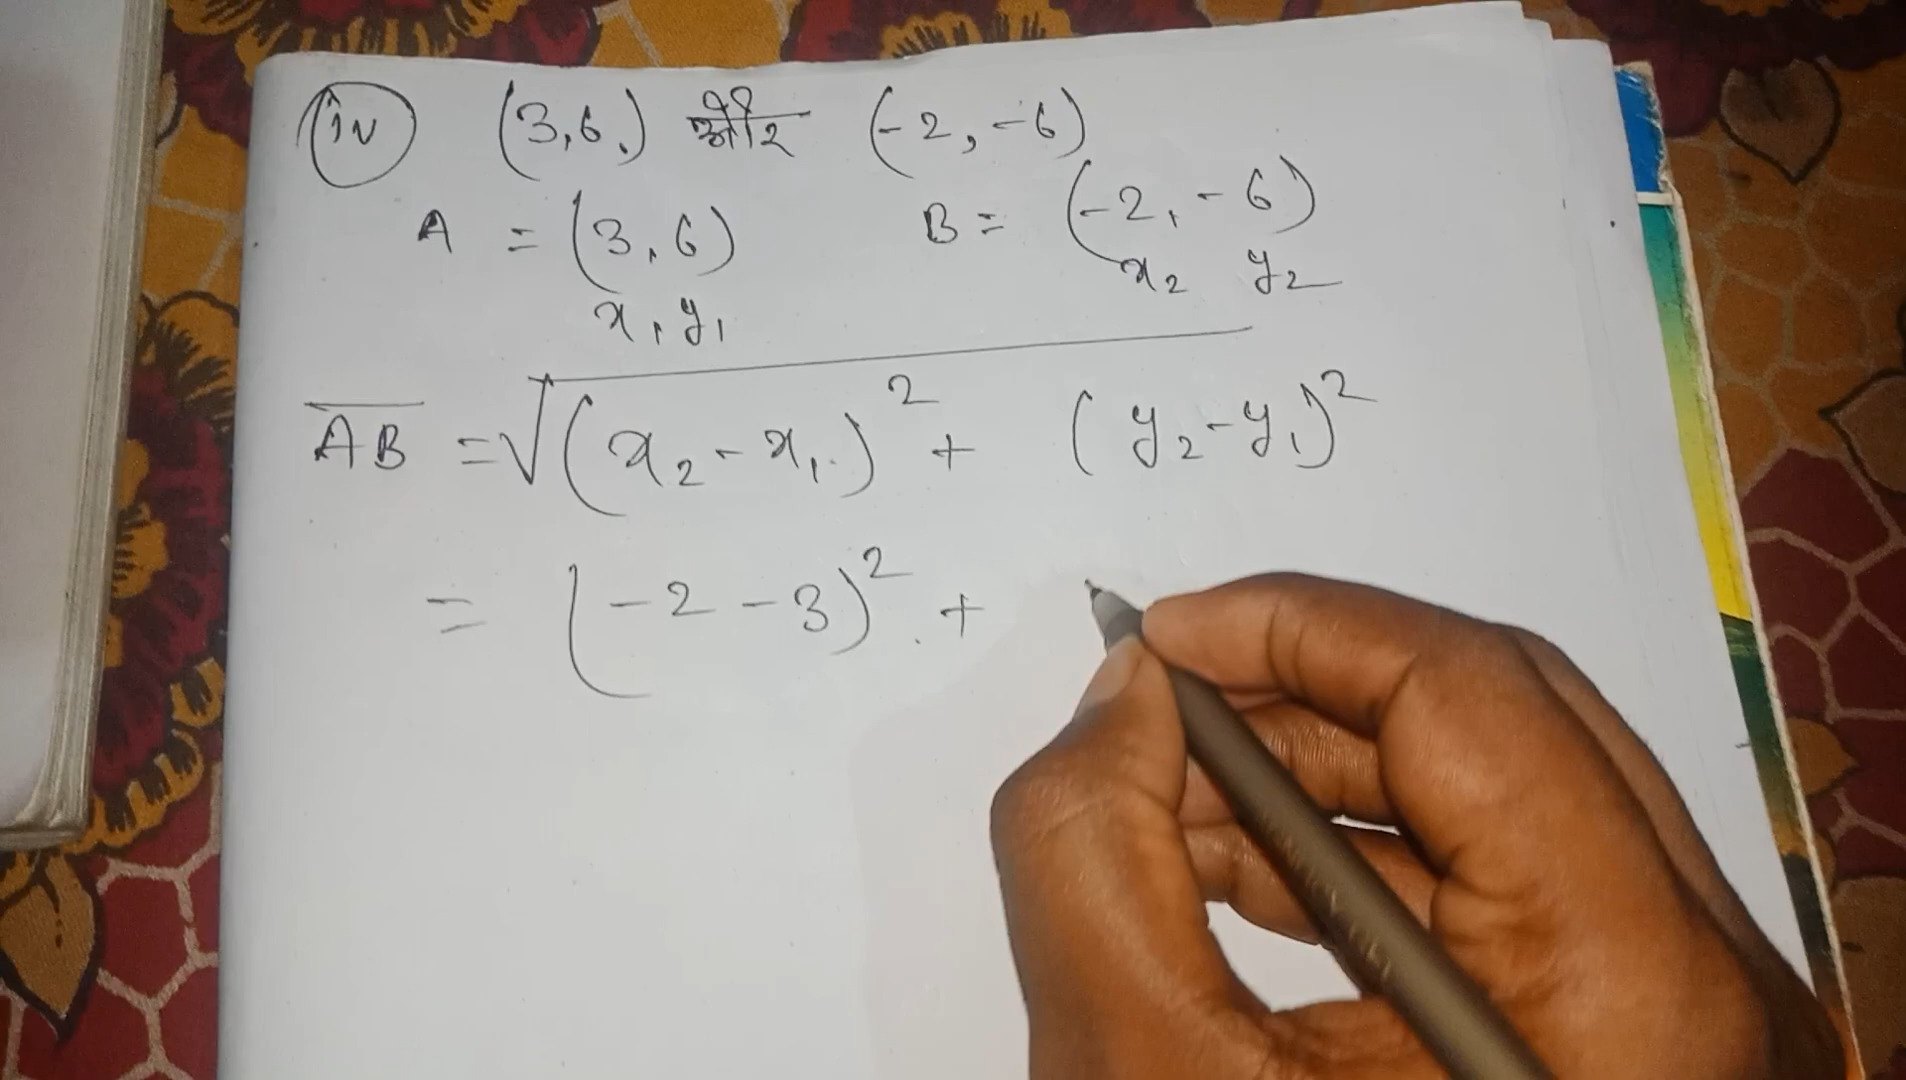 iv (3,6.) और (-2, -6)
A = (3, 6) B = (-2, -6)
x₁ y₁ x₂ y₂
AB = √(x₂ - x₁)² + (y₂ - y₁)²
= (-2 - 3)² . +